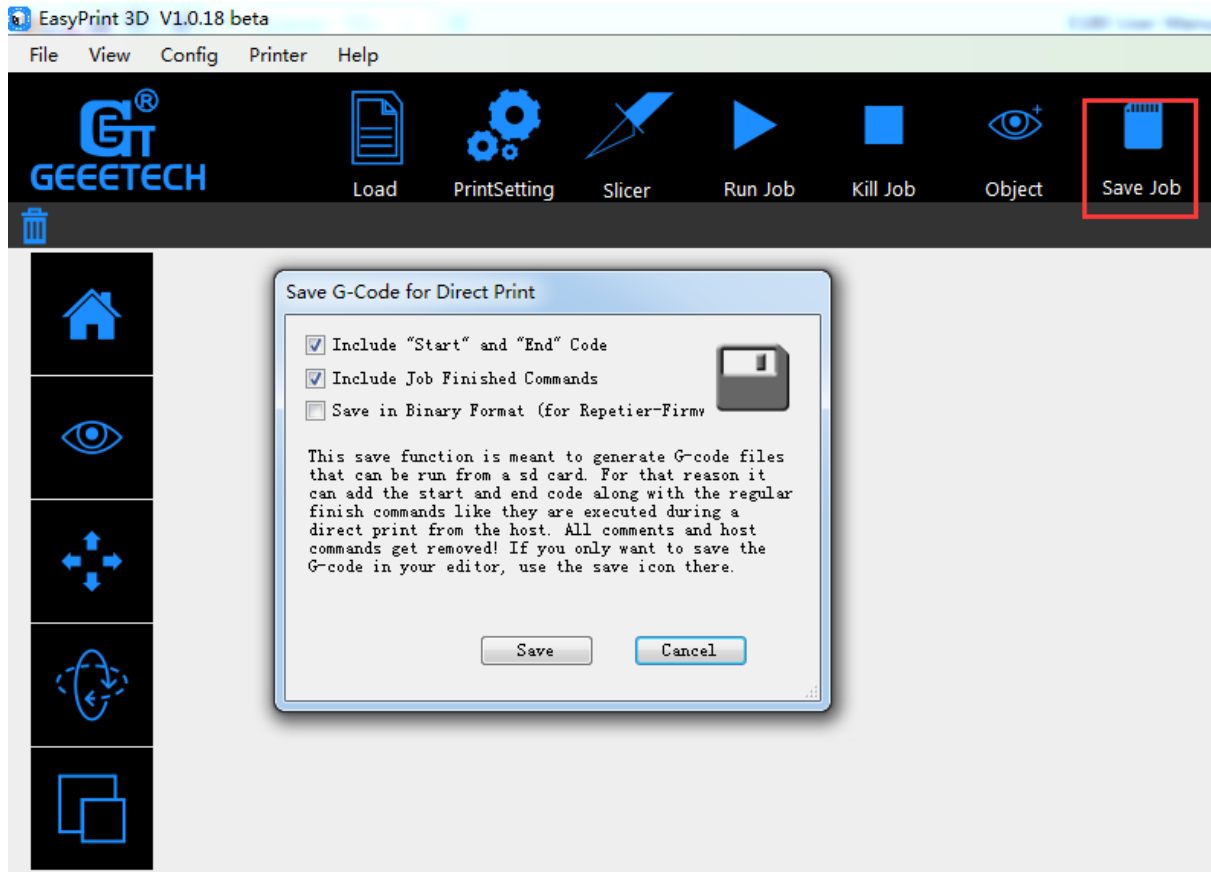 EasyPrint 3D V1.0.18 beta
File View Config Printer Help
GEEETECH ®
Load PrintSetting Slicer Run Job Kill Job Object Save Job
Save G-Code for Direct Print
Include "Start" and "End" Code
Include Job Finished Commands
Save in Binary Format (for Repetier-Firmw
This save function is meant to generate G-code files
that can be run from a sd card. For that reason it
can add the start and end code along with the regular
finish commands like they are executed during a
direct print from the host. All comments and host
commands get removed! If you only want to save the
G-code in your editor, use the save icon there.
Save Cancel